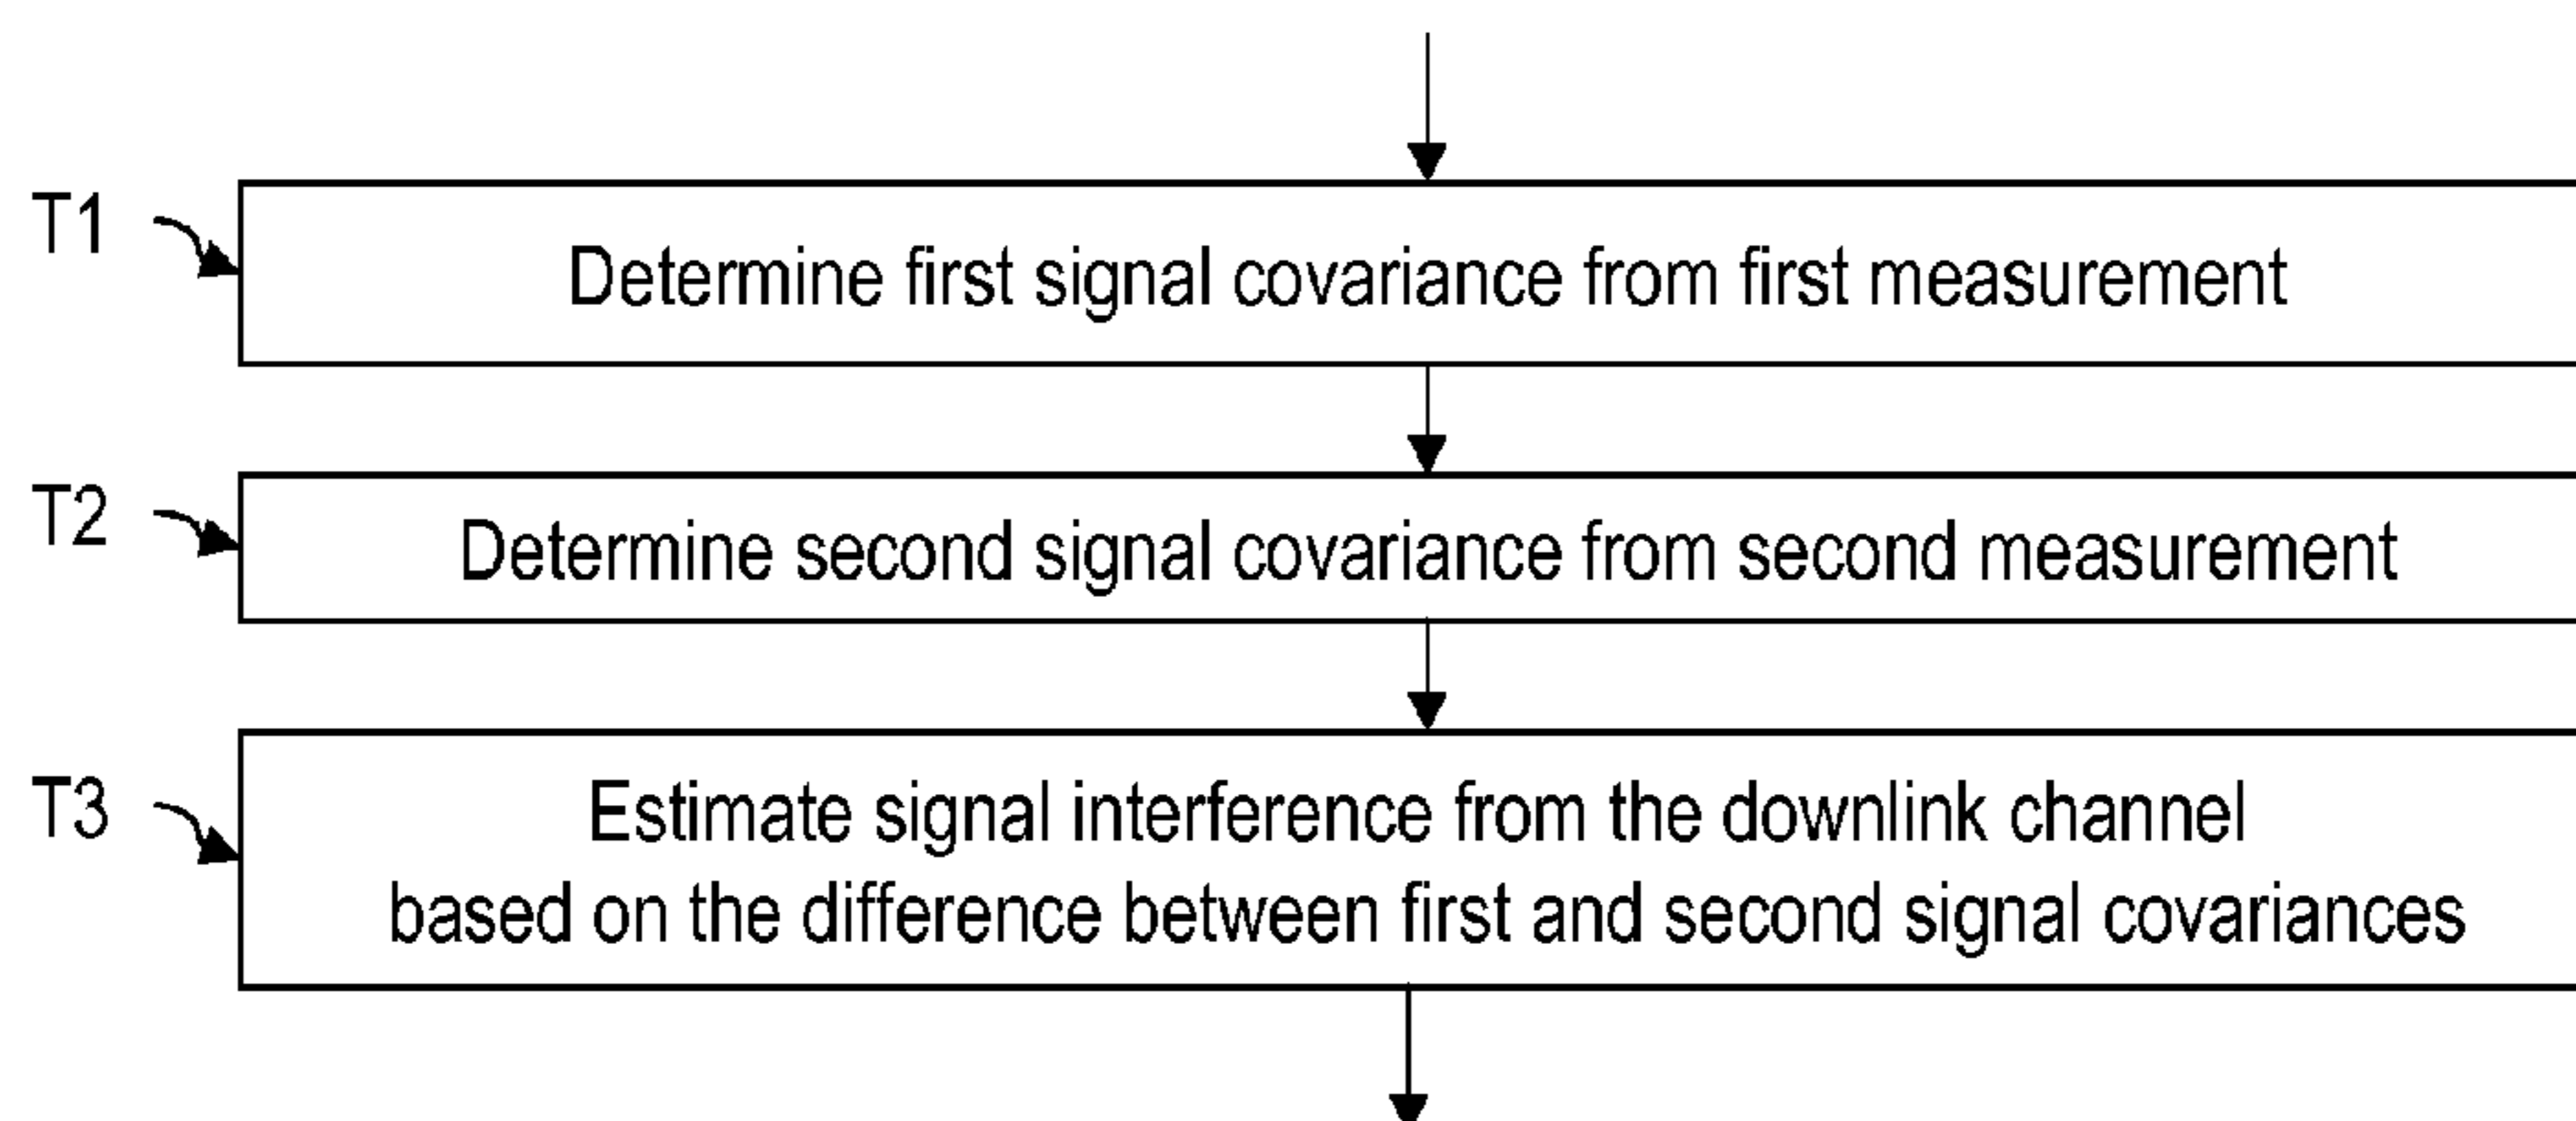 T1
Determine first signal covariance from first measurement
T2
Determine second signal covariance from second measurement
T3
Estimate signal interference from the downlink channel
based on the difference between first and second signal covariances